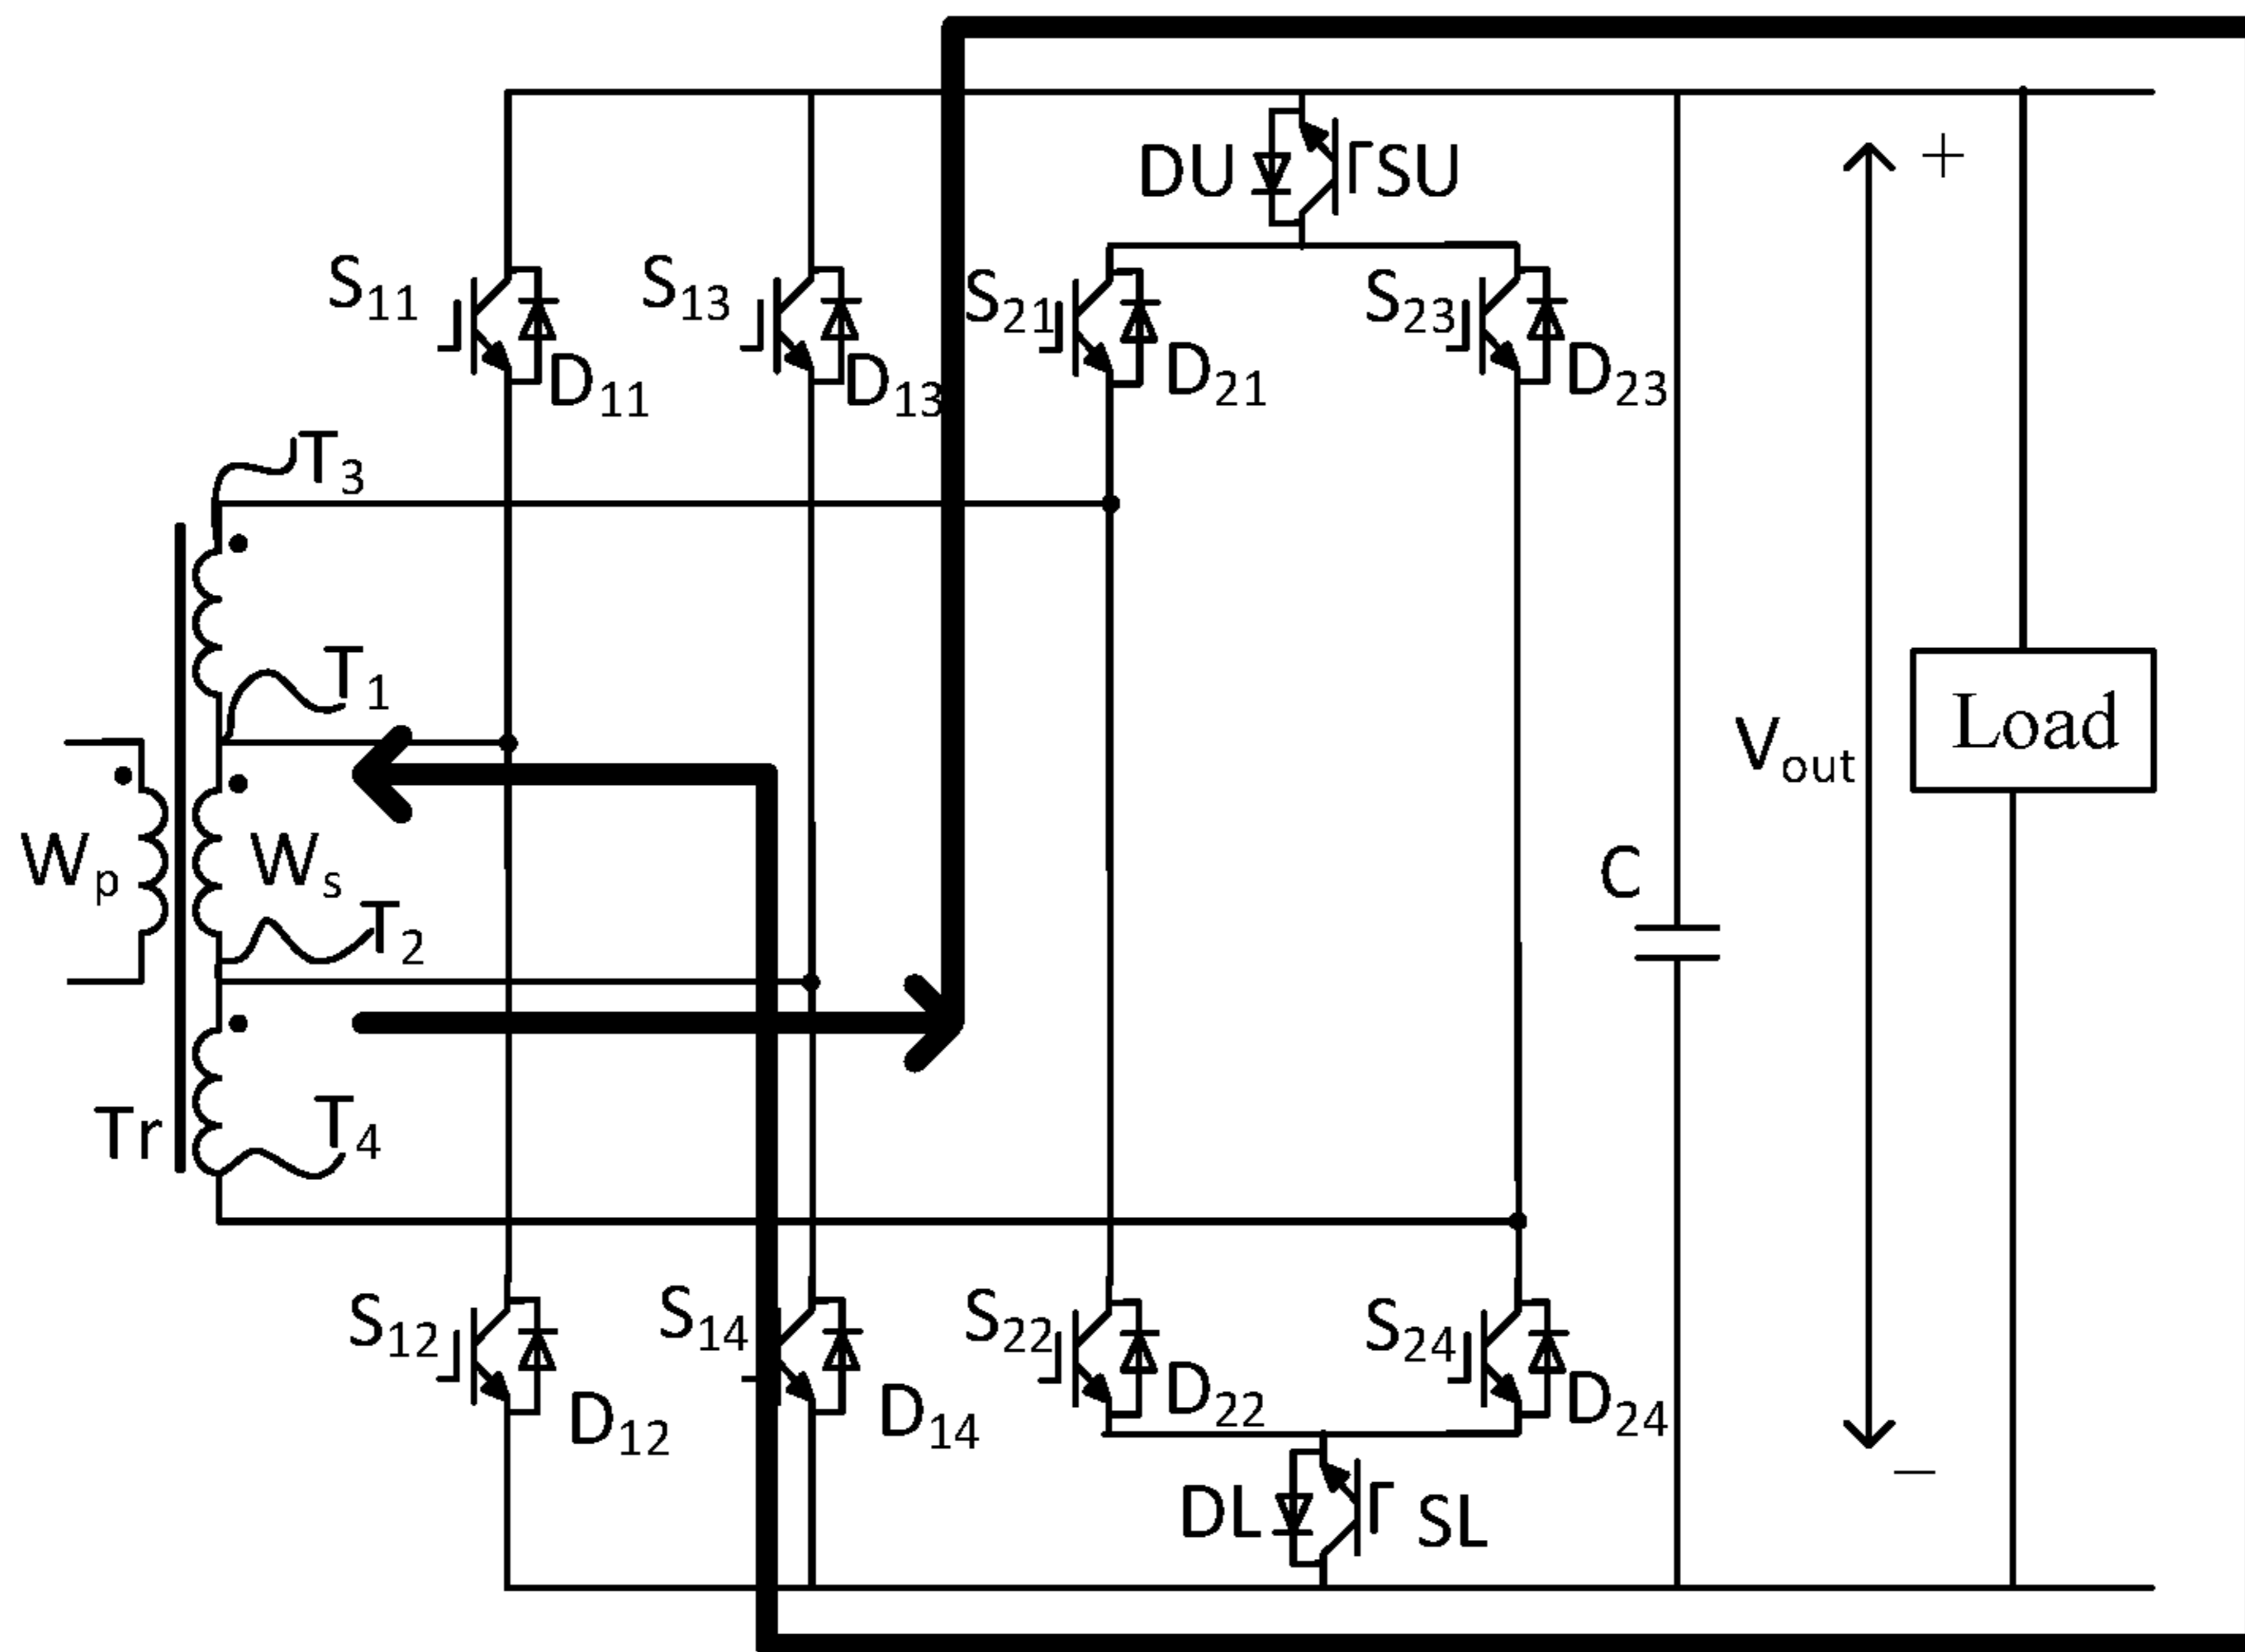 DU
SU
S11
S13
S21
S23
D11
D13
D21
D23
T3
T1
Load
Vout
+
Wp
Ws
C
T2
Tr
T4
S12
S14
S22
S24
D12
D14
D22
D24
DL
SL
−